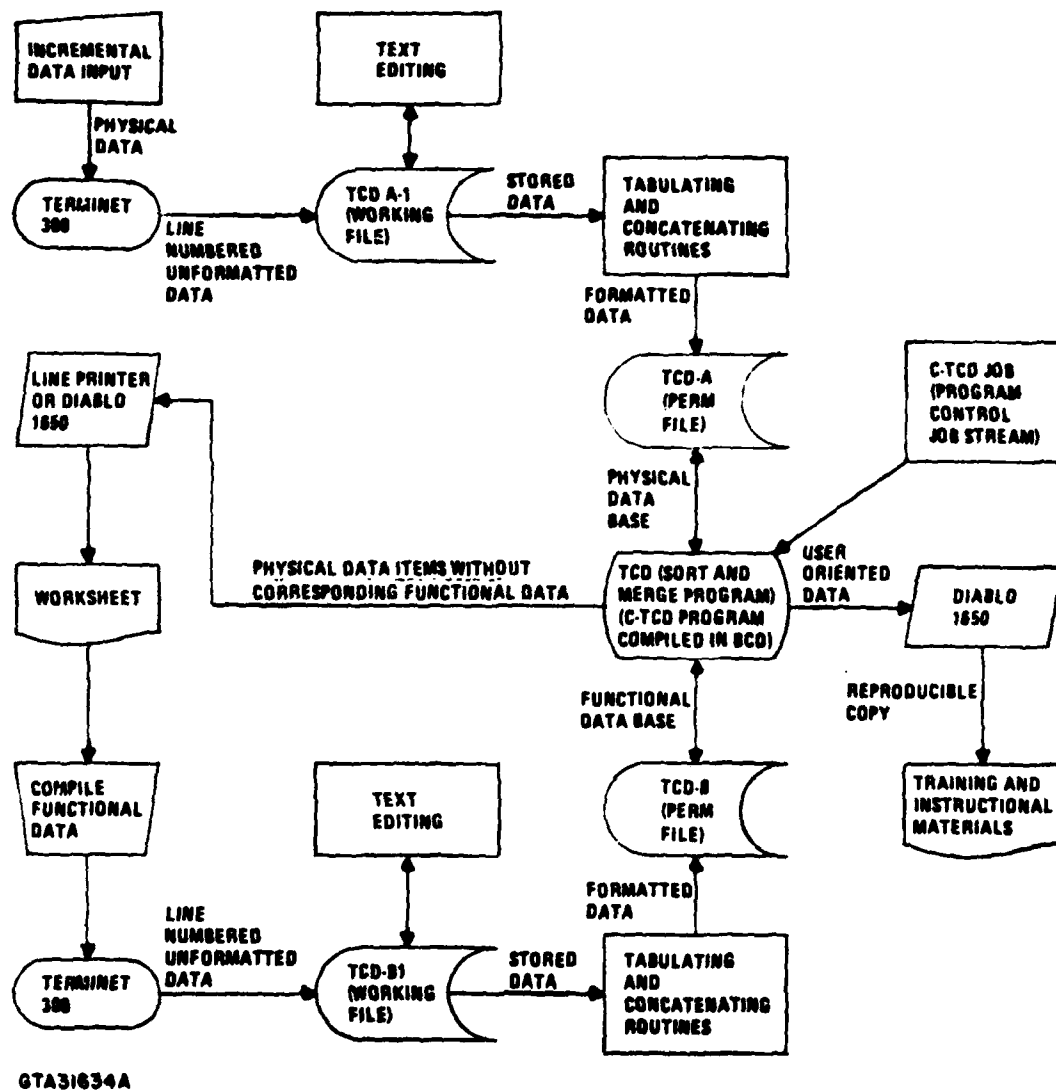 INCREMENTAL
DATA INPUT
TEXT
EDITING
PHYSICAL
DATA
TERMINET
300
LINE
NUMBERED
UNFORMATTED
DATA
TCD A-1
(WORKING
FILE)
STORED
DATA
TABULATING
AND
CONCATENATING
ROUTINES
FORMATTED
DATA
LINE PRINTER
OR DIABLO
1650
TCD-A
(PERM
FILE)
C-TCD JOB
(PROGRAM
CONTROL
JOB STREAM)
PHYSICAL
DATA
BASE
WORKSHEET
PHYSICAL DATA ITEMS WITHOUT
CORRESPONDING FUNCTIONAL DATA
TCD (SORT AND
MERGE PROGRAM)
(C-TCD PROGRAM
COMPILED IN BCD)
USER
ORIENTED
DATA
DIABLO
1650
FUNCTIONAL
DATA BASE
REPRODUCIBLE
COPY
COMPILE
FUNCTIONAL
DATA
TEXT
EDITING
TCD-B
(PERM
FILE)
TRAINING AND
INSTRUCTIONAL
MATERIALS
FORMATTED
DATA
TERMINET
300
LINE
NUMBERED
UNFORMATTED
DATA
TCD-B1
(WORKING
FILE)
STORED
DATA
TABULATING
AND
CONCATENATING
ROUTINES
GTA31634A